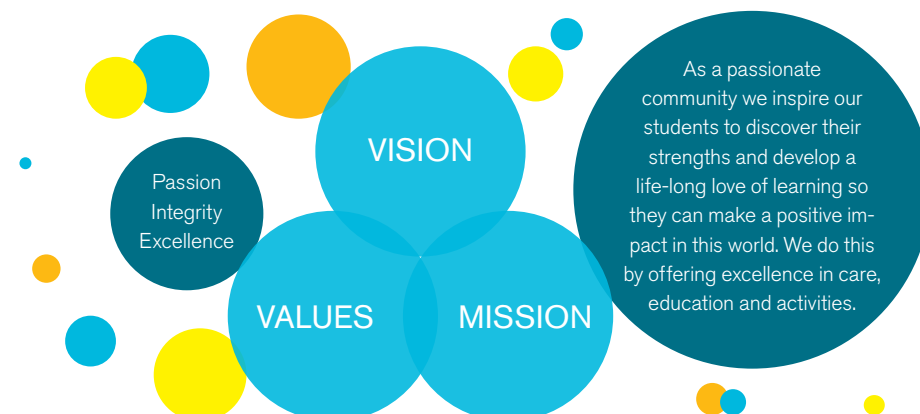 VISION
Passion
Integrity
Excellence
VALUES
MISSION
As a passionate
community we inspire our
students to discover their
strengths and develop a
life-long love of learning so
they can make a positive im-
pact in this world. We do this
by offering excellence in care,
education and activities.